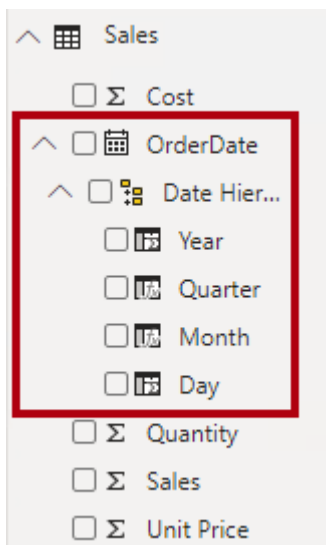 Sales
Σ Cost
OrderDate
Date Hier...
Year
Quarter
Month
Day
Σ Quantity
Σ Sales
Σ Unit Price